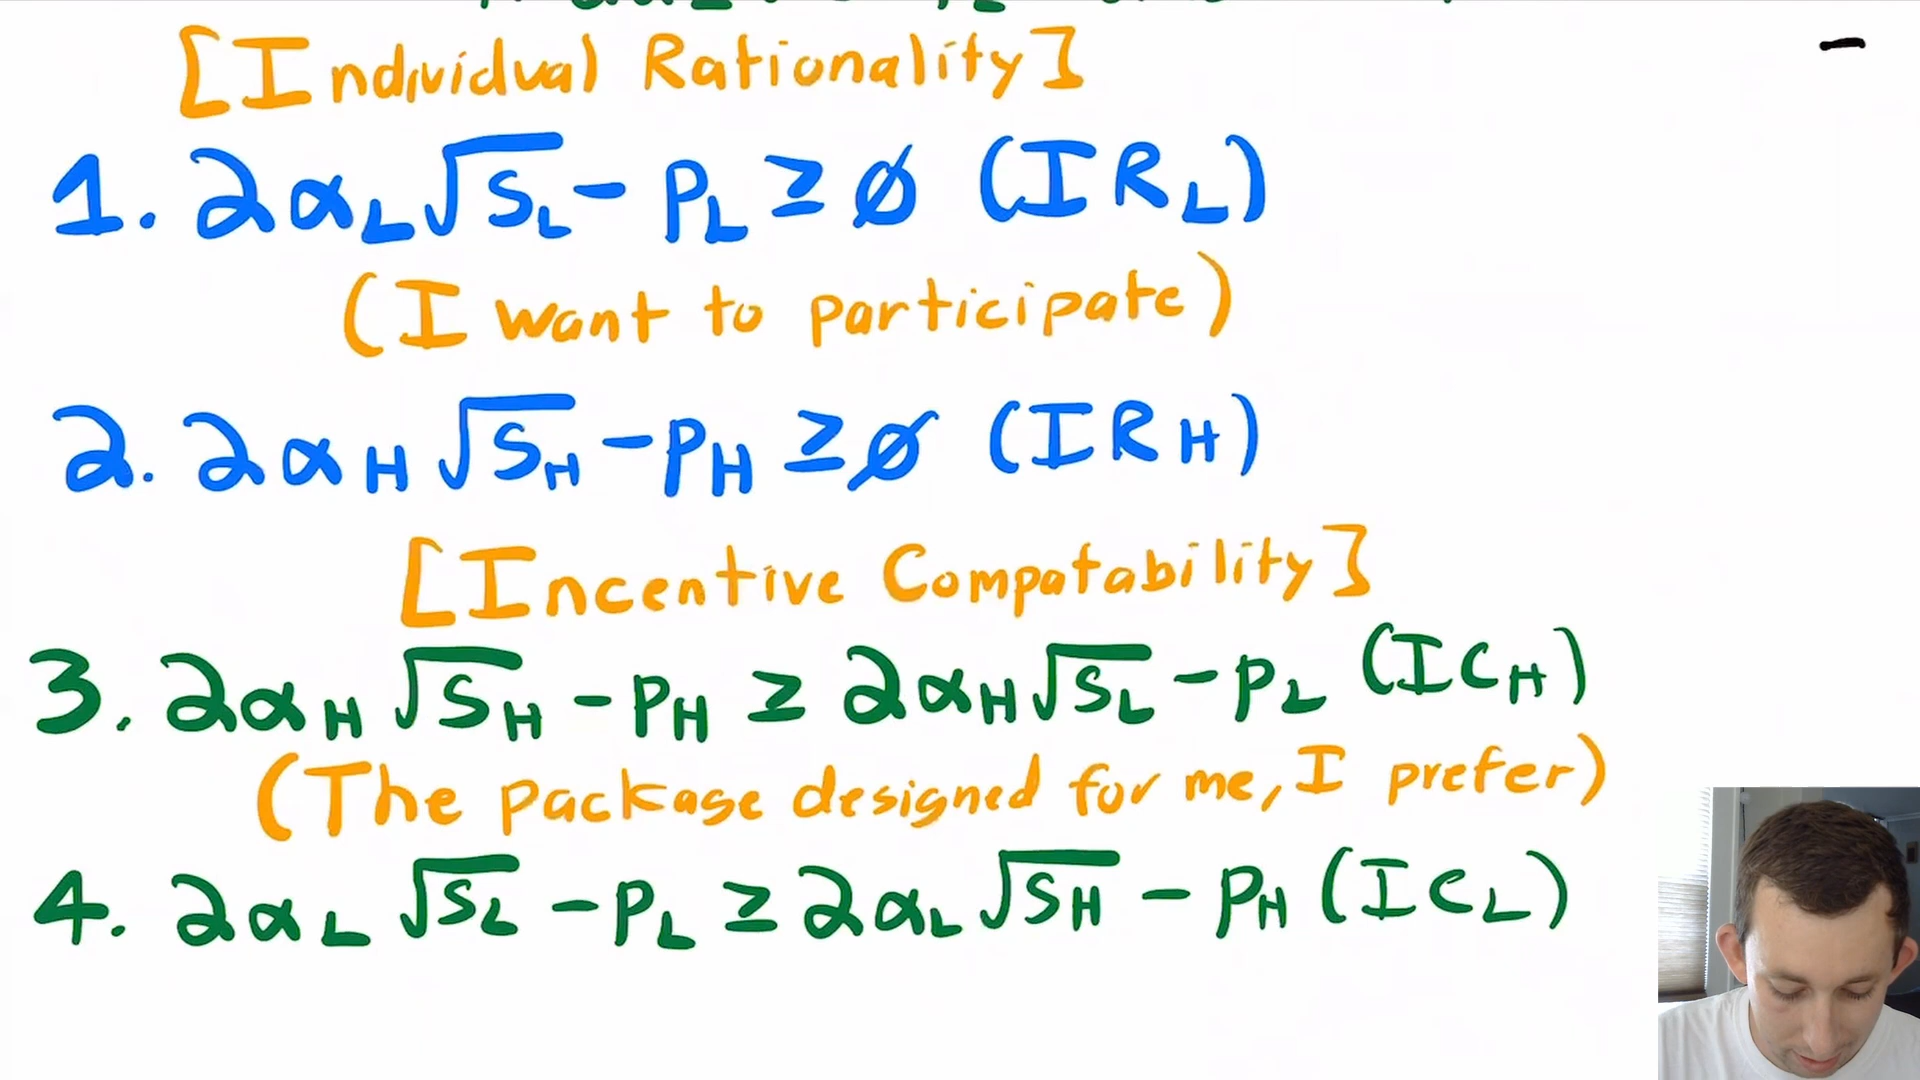 [Individual Rationality]
1. 2α_L√S_L - P_L ≥ ∅ (IR_L)
(I want to participate)
2. 2α_H√S_H - P_H ≥ ∅ (IR_H)
[Incentive Compatability]
3. 2α_H√S_H - P_H ≥ 2α_H√S_L - P_L (IC_H)
(The package designed for me, I prefer)
4. 2α_L√S_L - P_L ≥ 2α_L√S_H - P_H (IC_L)